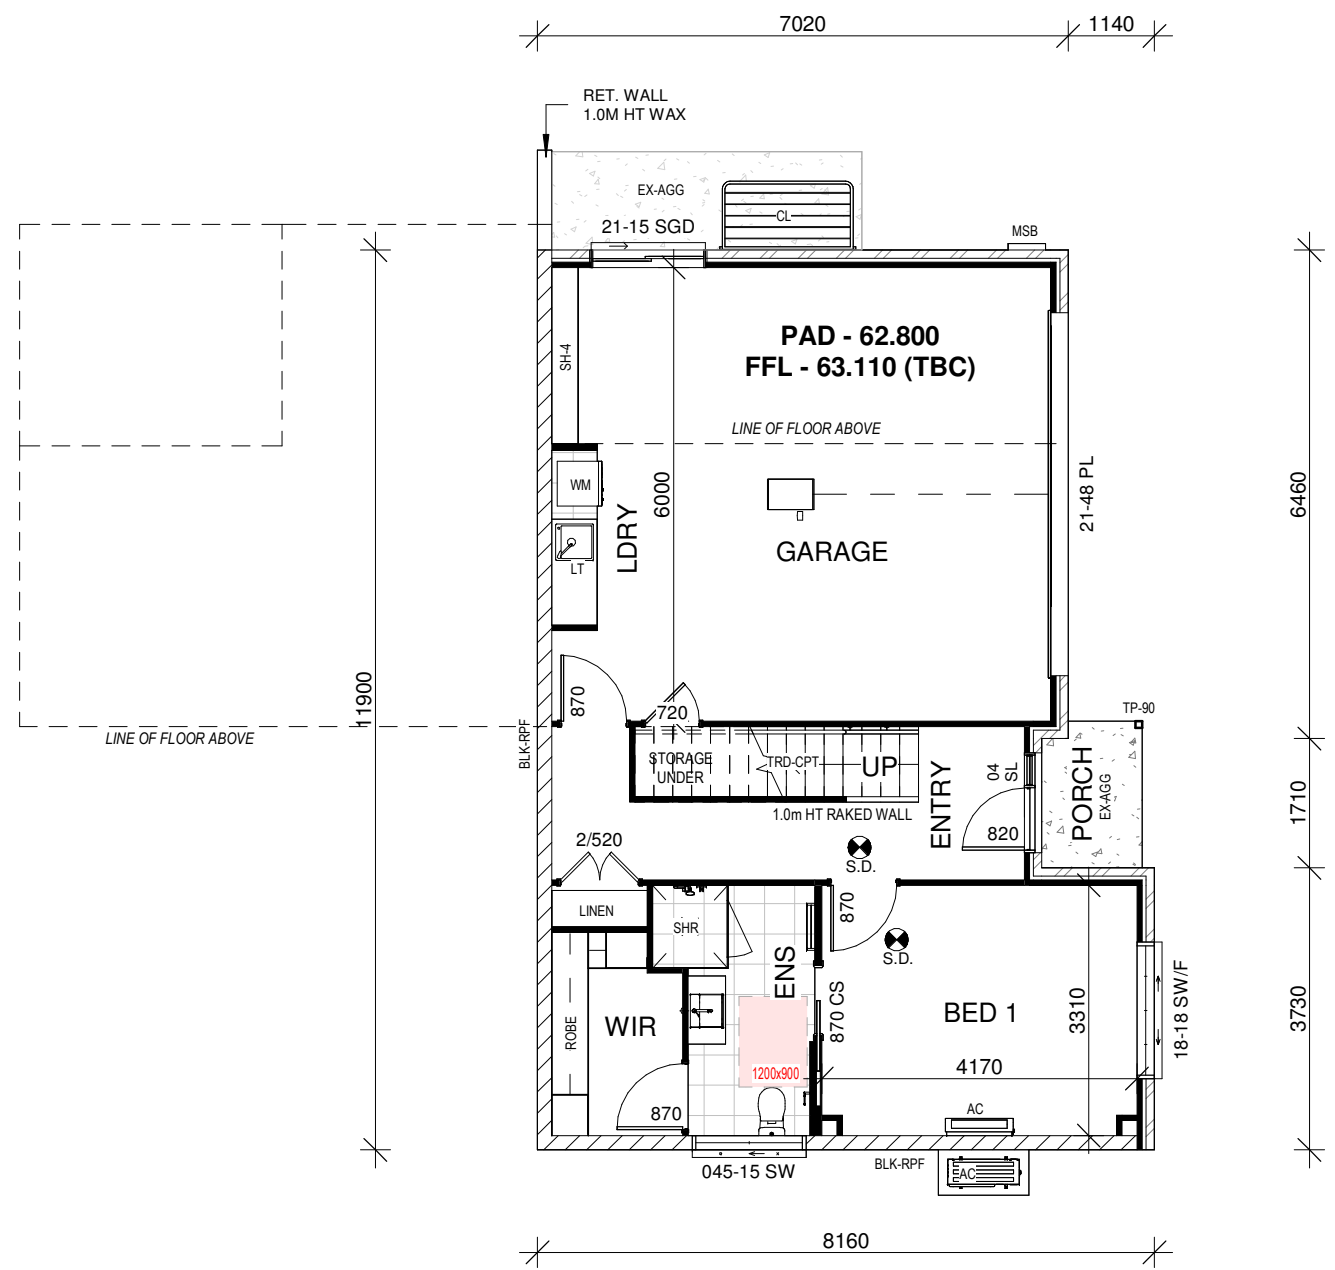 7020
1140
RET. WALL
1.0M HT WAX
EX-AGG
CL
21-15 SGD
MSB
PAD - 62.800
FFL - 63.110 (TBC)
SH-4
LINE OF FLOOR ABOVE
WM
6000
LDRY
LT
GARAGE
21-48 PL
6460
11900
870
720
TP-90
LINE OF FLOOR ABOVE
BLK-RPF
STORAGE
UNDER
TRD-CPT
UP
ENTRY
04
SL
PORCH
EX-AGG
1710
1.0m HT RAKED WALL
820
2/520
S.D.
LINEN
SHR
870
ENS
S.D.
ROBE
WIR
870 CS
BED 1
3310
18-18 SW/F
3730
1200x900
4170
870
AC
045-15 SW
BLK-RPF
AC
8160